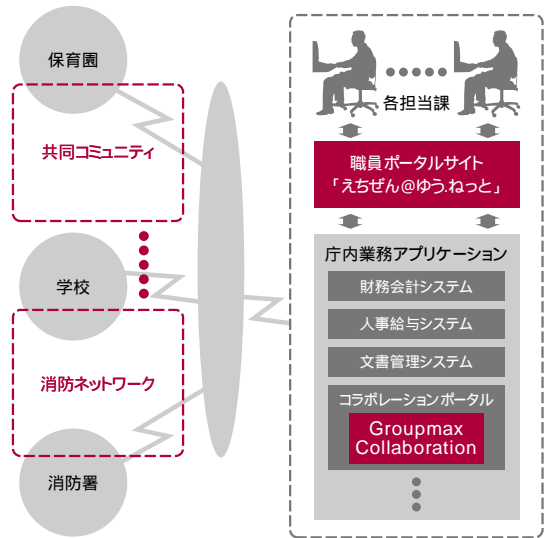 保育園
共同コミュニティ
学校
消防ネットワーク
消防署
各担当課
職員ポータルサイト
「えちぜん@ゆう.ねっと」
庁内業務アプリケーション
財務会計システム
人事給与システム
文書管理システム
コラボレーションポータル
Groupmax
Collaboration